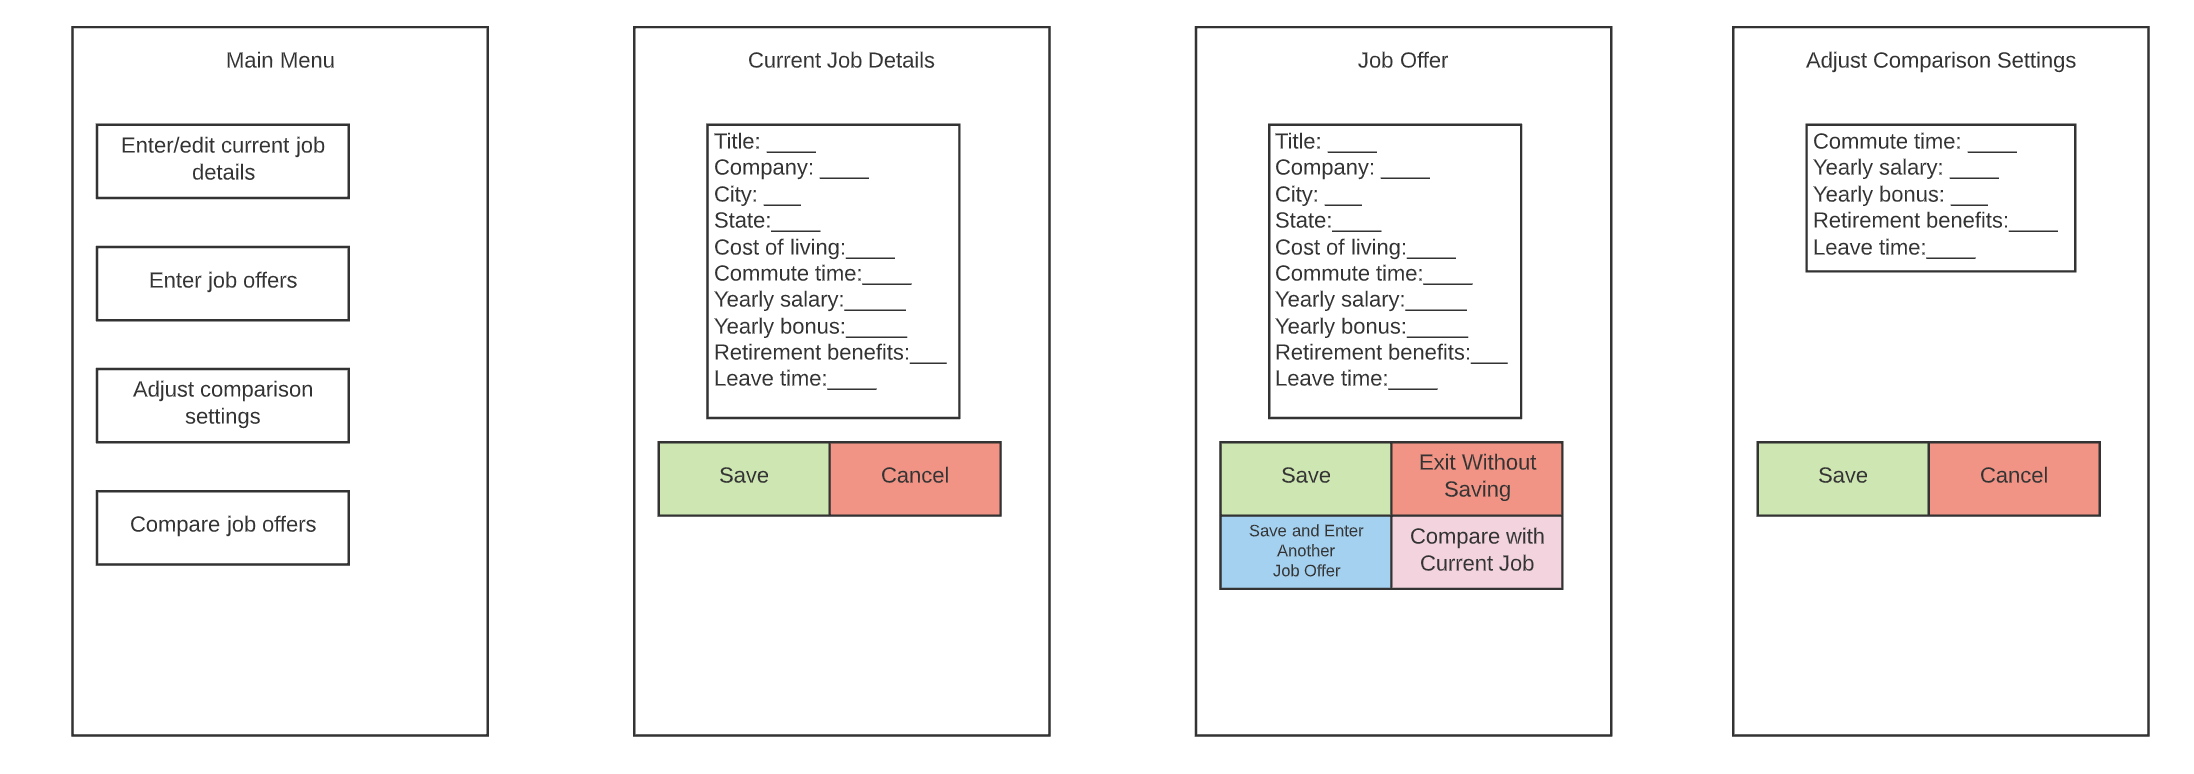 Main Menu
Enter/edit current job
details
Enter job offers
Adjust comparison
settings
Compare job offers
Current Job Details
Title: ____
Company: ____
City: ___
State:____
Cost of living:____
Commute time:____
Yearly salary:_____
Yearly bonus:_____
Retirement benefits:___
Leave time:____
Save
Cancel
Job Offer
Title: ____
Company: ____
City: ___
State:____
Cost of living:____
Commute time:____
Yearly salary:_____
Yearly bonus:_____
Retirement benefits:___
Leave time:____
Save
Exit Without
Saving
Save and Enter
Another
Job Offer
Compare with
Current Job
Adjust Comparison Settings
Commute time: ____
Yearly salary: ____
Yearly bonus: ___
Retirement benefits:____
Leave time:____
Save
Cancel